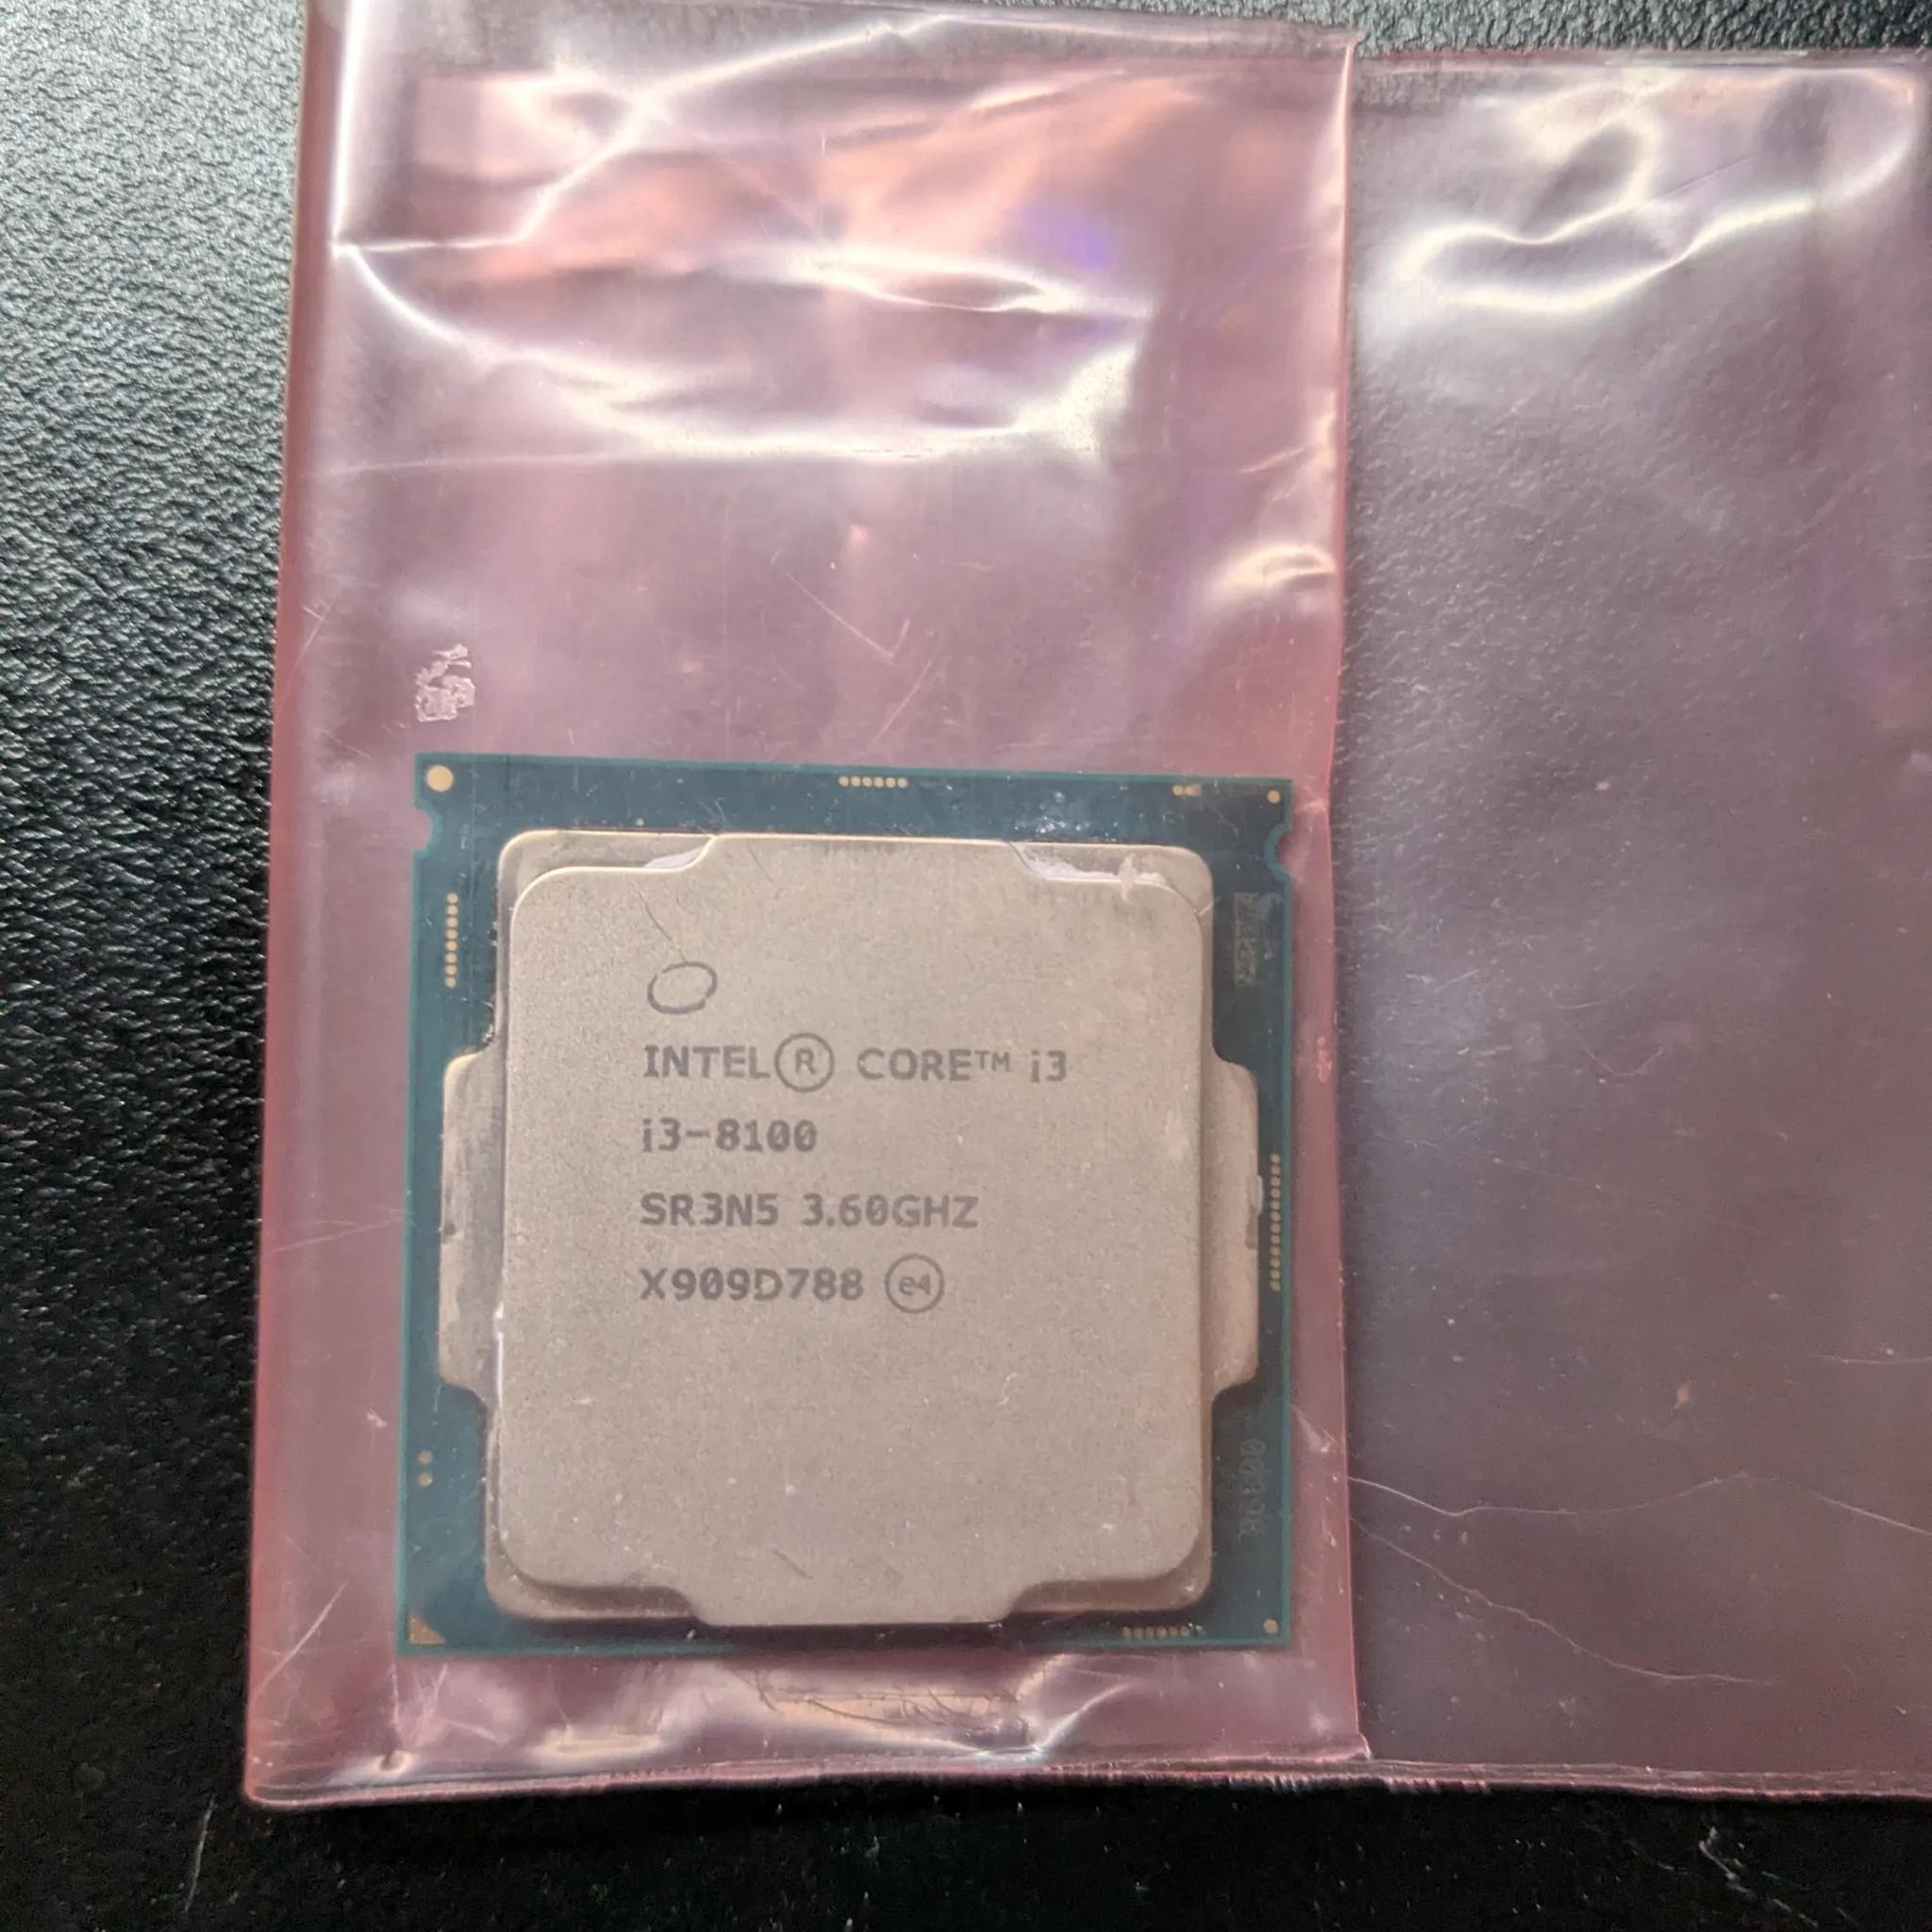 INTEL® CORE™ i3
i3-8100
SR3N5 3.60GHZ
X909D788 e4